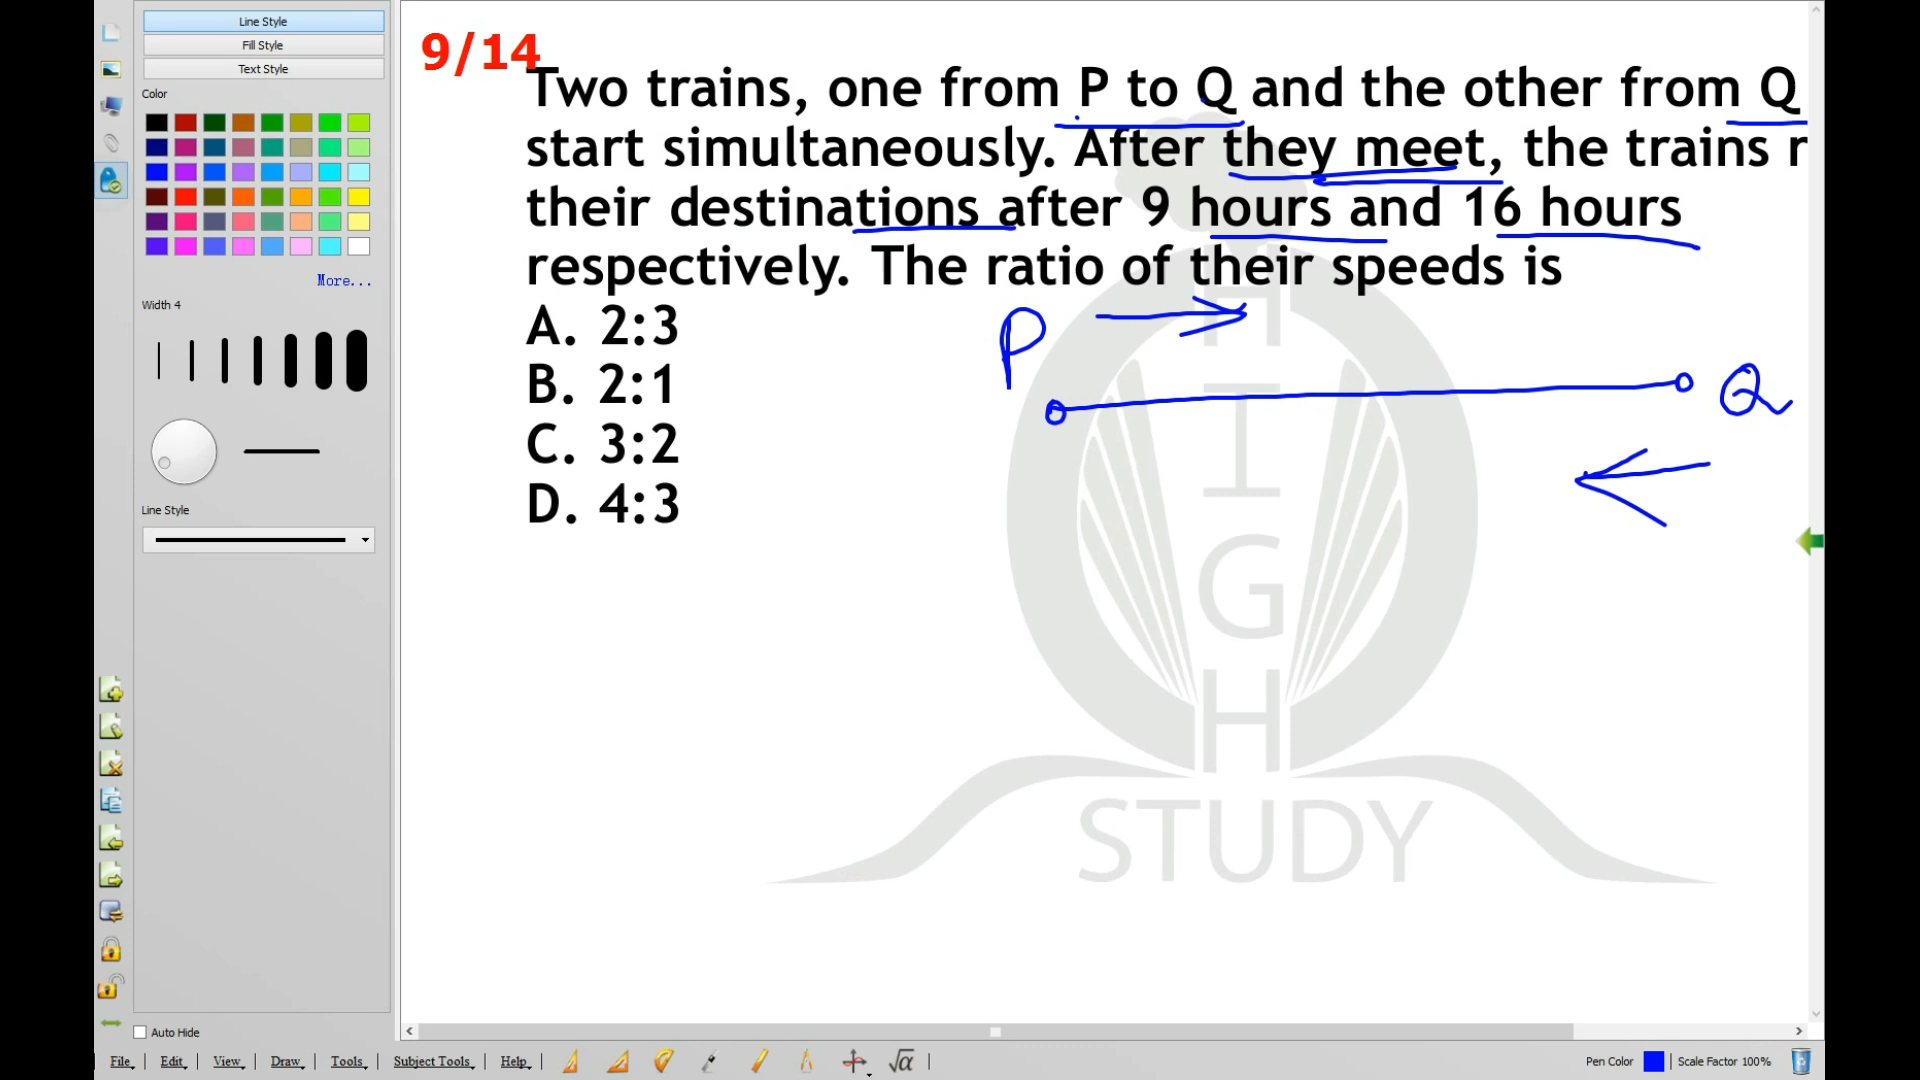 Line Style
Fill Style
Text Style
Color
More...
Width 4
Line Style
Auto Hide
9/14
Two trains, one from P to Q and the other from Q
start simultaneously. After they meet, the trains r
their destinations after 9 hours and 16 hours
respectively. The ratio of their speeds is
A. 2:3
B. 2:1
C. 3:2
D. 4:3
P
Q
HIGH
STUDY
File
Edit
View
Draw
Tools
Subject Tools
Help
√α
Pen Color
Scale Factor 100%